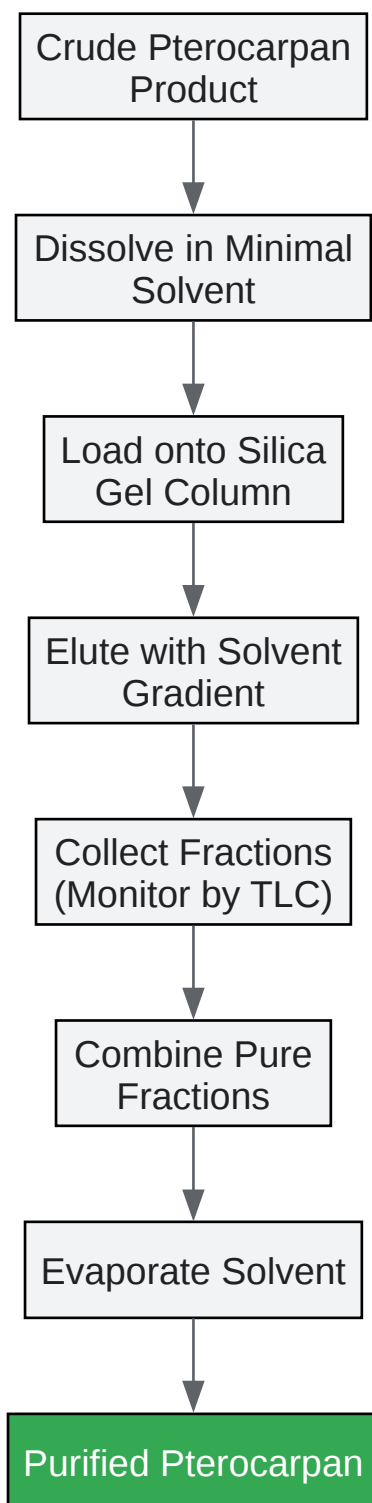 Crude Pterocarpan
Product
Dissolve in Minimal
Solvent
Load onto Silica
Gel Column
Elute with Solvent
Gradient
Collect Fractions
(Monitor by TLC)
Combine Pure
Fractions
Evaporate Solvent
Purified Pterocarpan